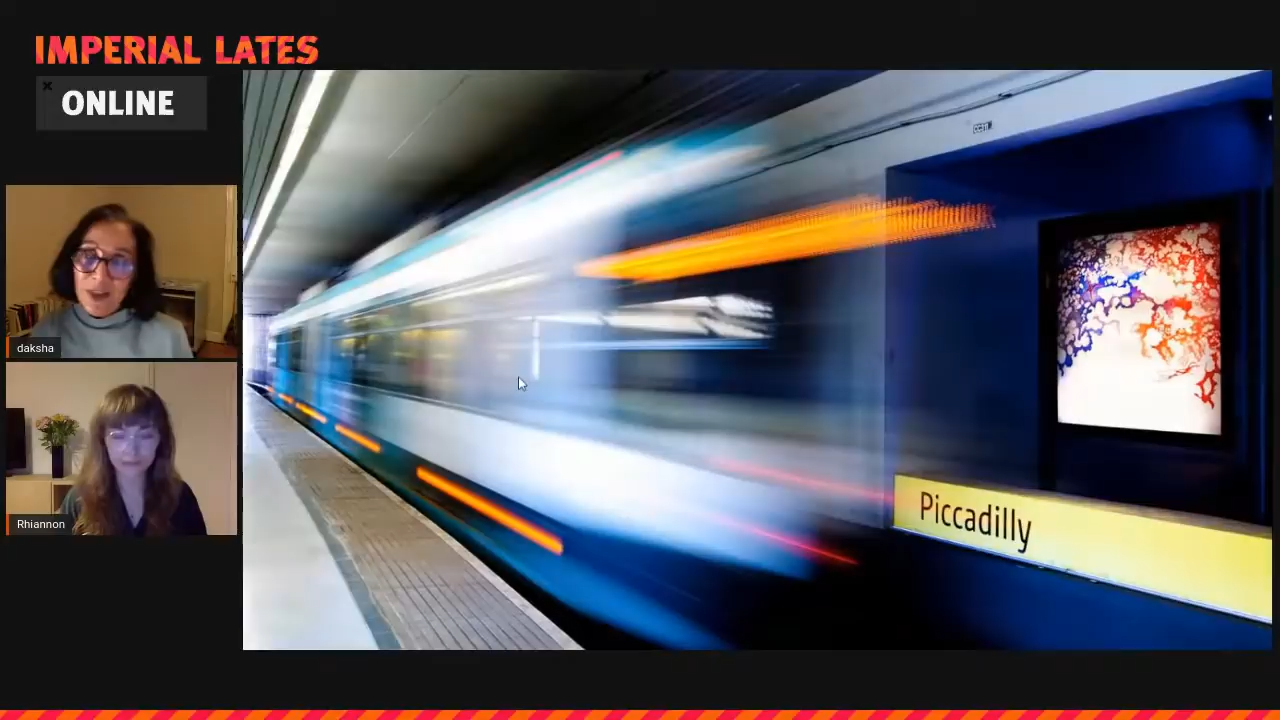 IMPERIAL LATES
ONLINE
daksha
Rhiannon
Piccadilly